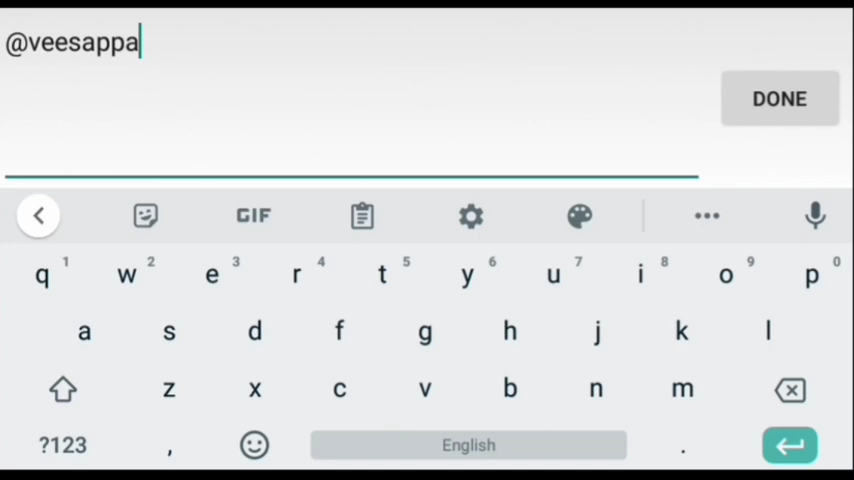 @veesappa
DONE
GIF
q 1 w 2 e 3 r 4 t 5 y 6 u 7 i 8 o 9 p 0
a s d f g h j k l
z x c v b n m
?123 , English .